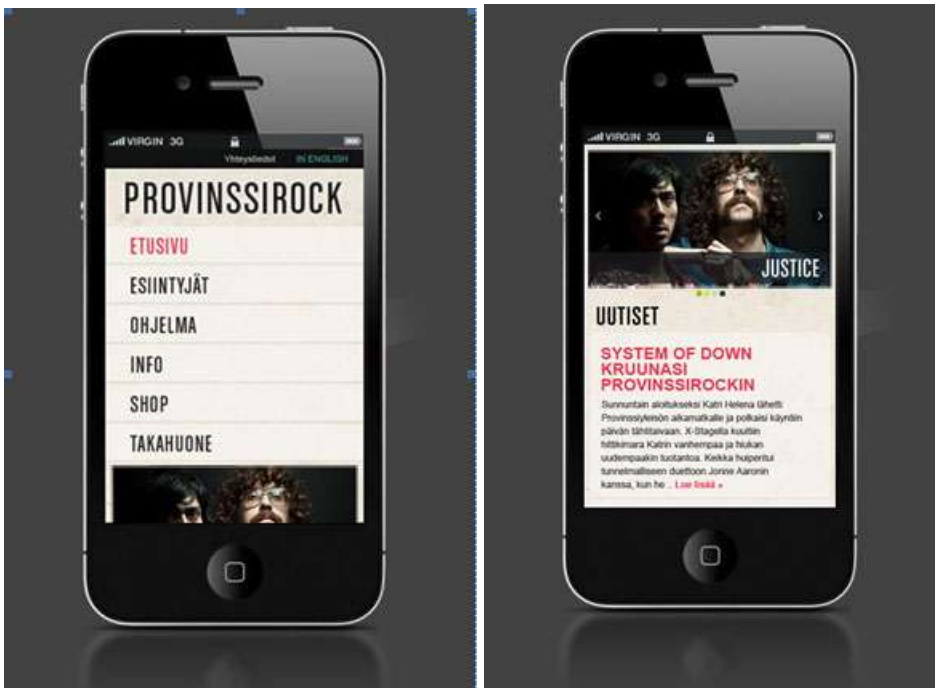 VIRGIN 3G
Yhteystiedot IN ENGLISH
PROVINSSIROCK
ETUSIVU
ESIINTYJÄT
OHJELMA
INFO
SHOP
TAKAHUONE
VIRGIN 3G
JUSTICE
UUTISET
SYSTEM OF DOWN
KRUUNASI
PROVINSSIROCKIN
Sunnuntain aloitukseksi Katri Helena lähetti
Provinssiyleisön aikamatkalle ja polkaisi käyntiin
päivän tähtitaivaan. X-Stagella kuultiin
hittikimara Katrin vanhempaa ja hiukan
uudempaakin tuotantoa. Keikka huipentui
tunnelmalliseen duettoon Jonne Aaronin
kanssa, kun he .. Lue lisää »